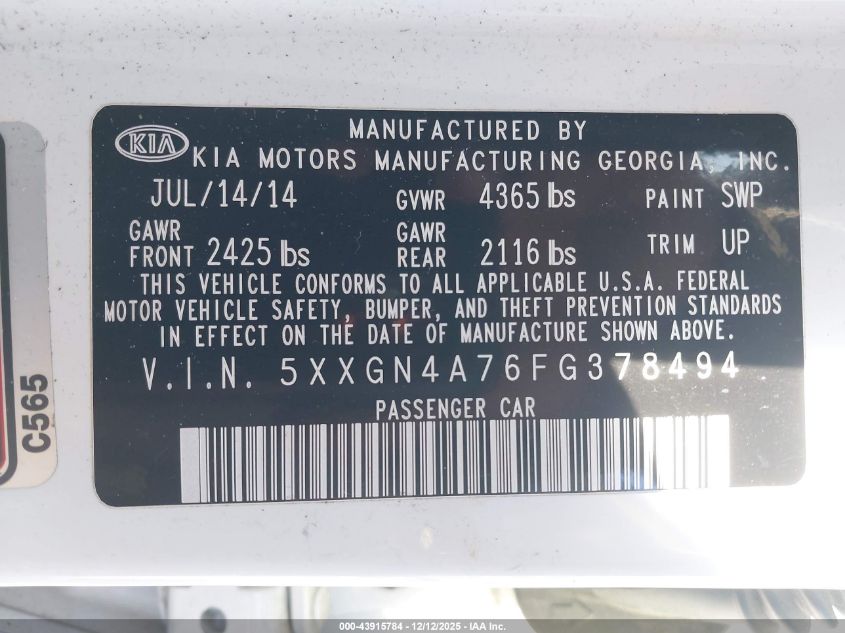 KIA
MANUFACTURED BY
KIA MOTORS MANUFACTURING GEORGIA, INC.
JUL/14/14 GVWR 4365 lbs PAINT SWP
GAWR FRONT 2425 lbs GAWR REAR 2116 lbs TRIM UP
THIS VEHICLE CONFORMS TO ALL APPLICABLE U.S.A. FEDERAL
MOTOR VEHICLE SAFETY, BUMPER, AND THEFT PREVENTION STANDARDS
IN EFFECT ON THE DATE OF MANUFACTURE SHOWN ABOVE.
V.I.N. 5XXGN4A76FG378494
PASSENGER CAR
C565
000-43915784 - 12/12/2025 - IAA Inc.